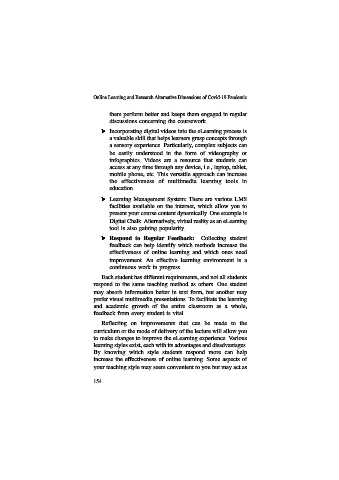 Online Learning and Research Alternative Dimensions of Covid-19 Pandemic
them perform better and keeps them engaged in regular
discussions concerning the coursework
➤ Incorporating digital videos into the eLearning process is
a valuable skill that helps learners grasp concepts through
a sensory experience. Particularly, complex subjects can
be easily understood in the form of videography or
infographics. Videos are a resource that students can
access at any time through any device, i.e., laptop, tablet,
mobile phone, etc. This versatile approach can increase
the effectiveness of multimedia learning tools in
education
➤ Learning Management System: There are various LMS
facilities available on the internet, which allow you to
present your course content dynamically. One example is
Digital Chalk. Alternatively, virtual reality as an eLearning
tool is also gaining popularity
➤ Respond to Regular Feedback: Collecting student
feedback can help identify which methods increase the
effectiveness of online learning and which ones need
improvement. An effective learning environment is a
continuous work in progress
Each student has different requirements, and not all students
respond to the same teaching method as others. One student
may absorb information better in text form, but another may
prefer visual multimedia presentations. To facilitate the learning
and academic growth of the entire classroom as a whole,
feedback from every student is vital
Reflecting on improvements that can be made to the
curriculum or the mode of delivery of the lecture will allow you
to make changes to improve the eLearning experience. Various
learning styles exist, each with its advantages and disadvantages.
By knowing which style students respond more can help
increase the effectiveness of online learning. Some aspects of
your teaching style may seem convenient to you but may act as